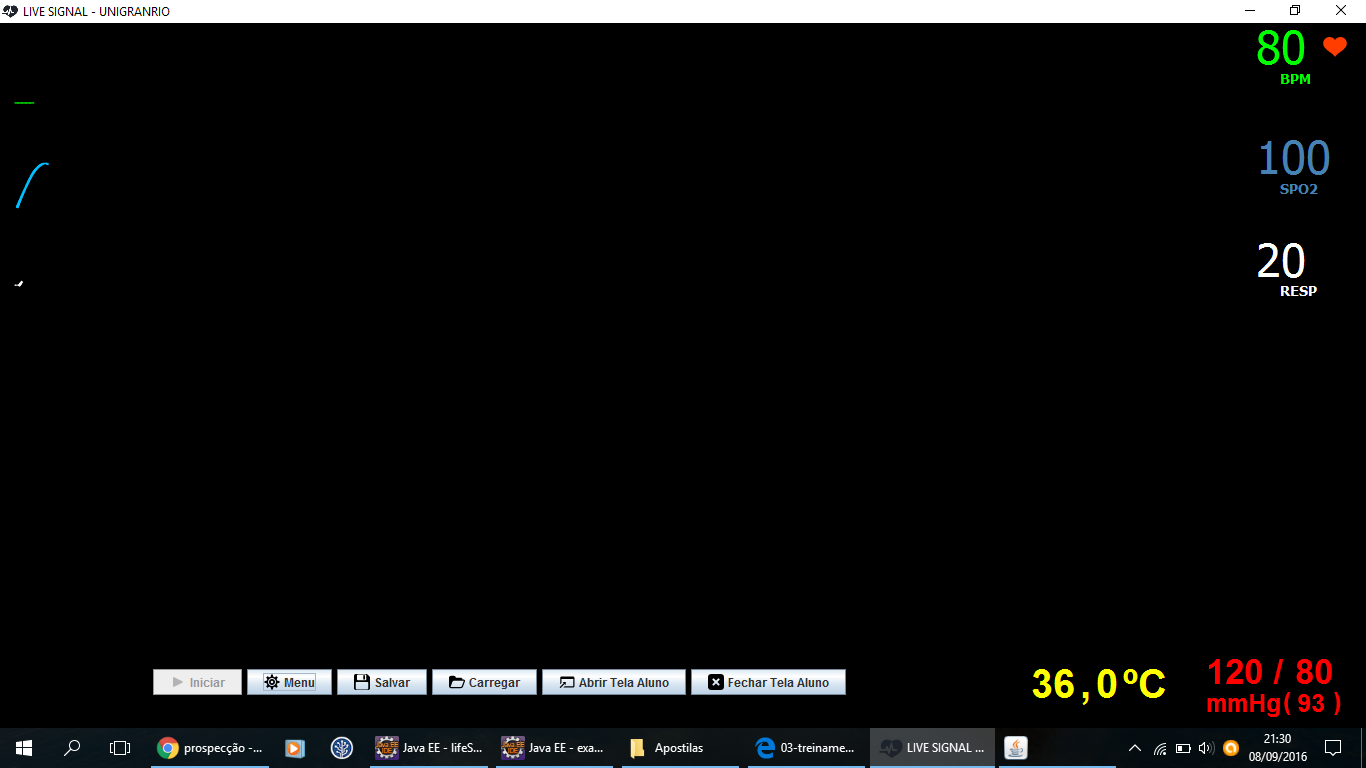 LIVE SIGNAL - UNIGRANRIO
80
BPM
100
SPO2
20
RESP
Iniciar
Menu
Salvar
Carregar
Abrir Tela Aluno
Fechar Tela Aluno
36,0ºC
120 / 80
mmHg( 93 )
prospecção -...
Java EE - lifeS...
Java EE - exa...
Apostilas
03-treiname...
LIVE SIGNAL ...
21:30
08/09/2016